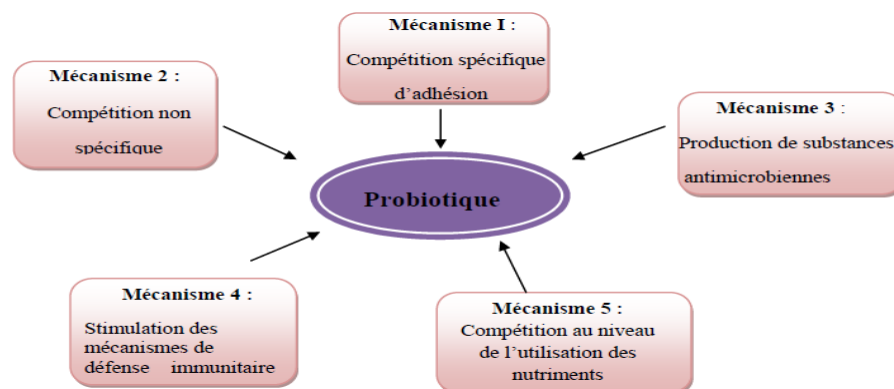 Mécanisme I :
Compétition spécifique
d’adhésion
Mécanisme 2 :
Compétition non
spécifique
Mécanisme 3 :
Production de substances
antimicrobiennes
Probiotique
Mécanisme 4 :
Stimulation des
mécanismes de
défense immunitaire
Mécanisme 5 :
Compétition au niveau
de l’utilisation des
nutriments